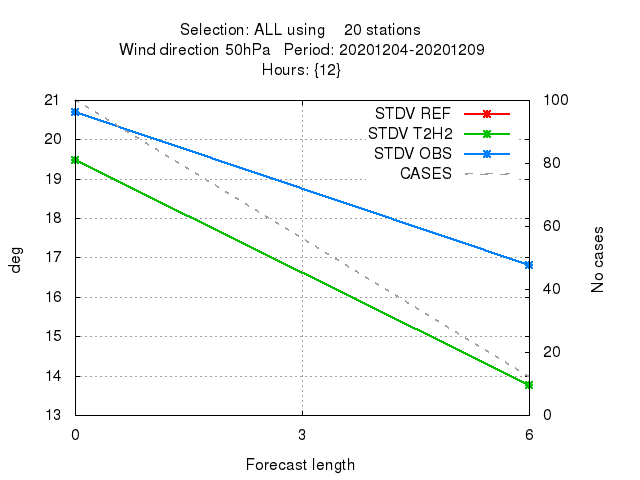 Selection: ALL using    20 stations
Wind direction 50hPa   Period: 20201204-20201209
Hours: {12}
21
20
19
18
17
16
15
14
13
deg
STDV REF
STDV T2H2
STDV OBS
CASES
100
80
60
40
20
0
No cases
0
3
6
Forecast length